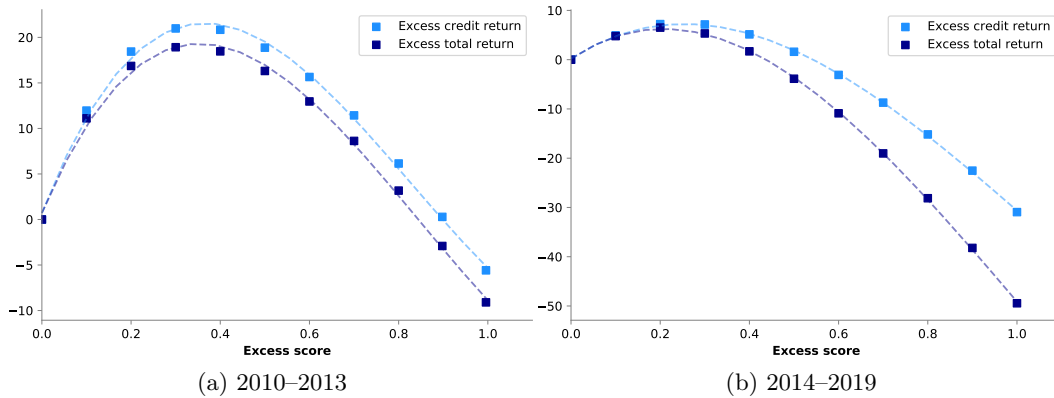 Excess credit return
Excess total return
20
15
10
5
0
−5
−10
0.0 0.2 0.4 0.6 0.8 1.0
Excess score
(a) 2010–2013
Excess credit return
Excess total return
10
0
−10
−20
−30
−40
−50
0.0 0.2 0.4 0.6 0.8 1.0
Excess score
(b) 2014–2019